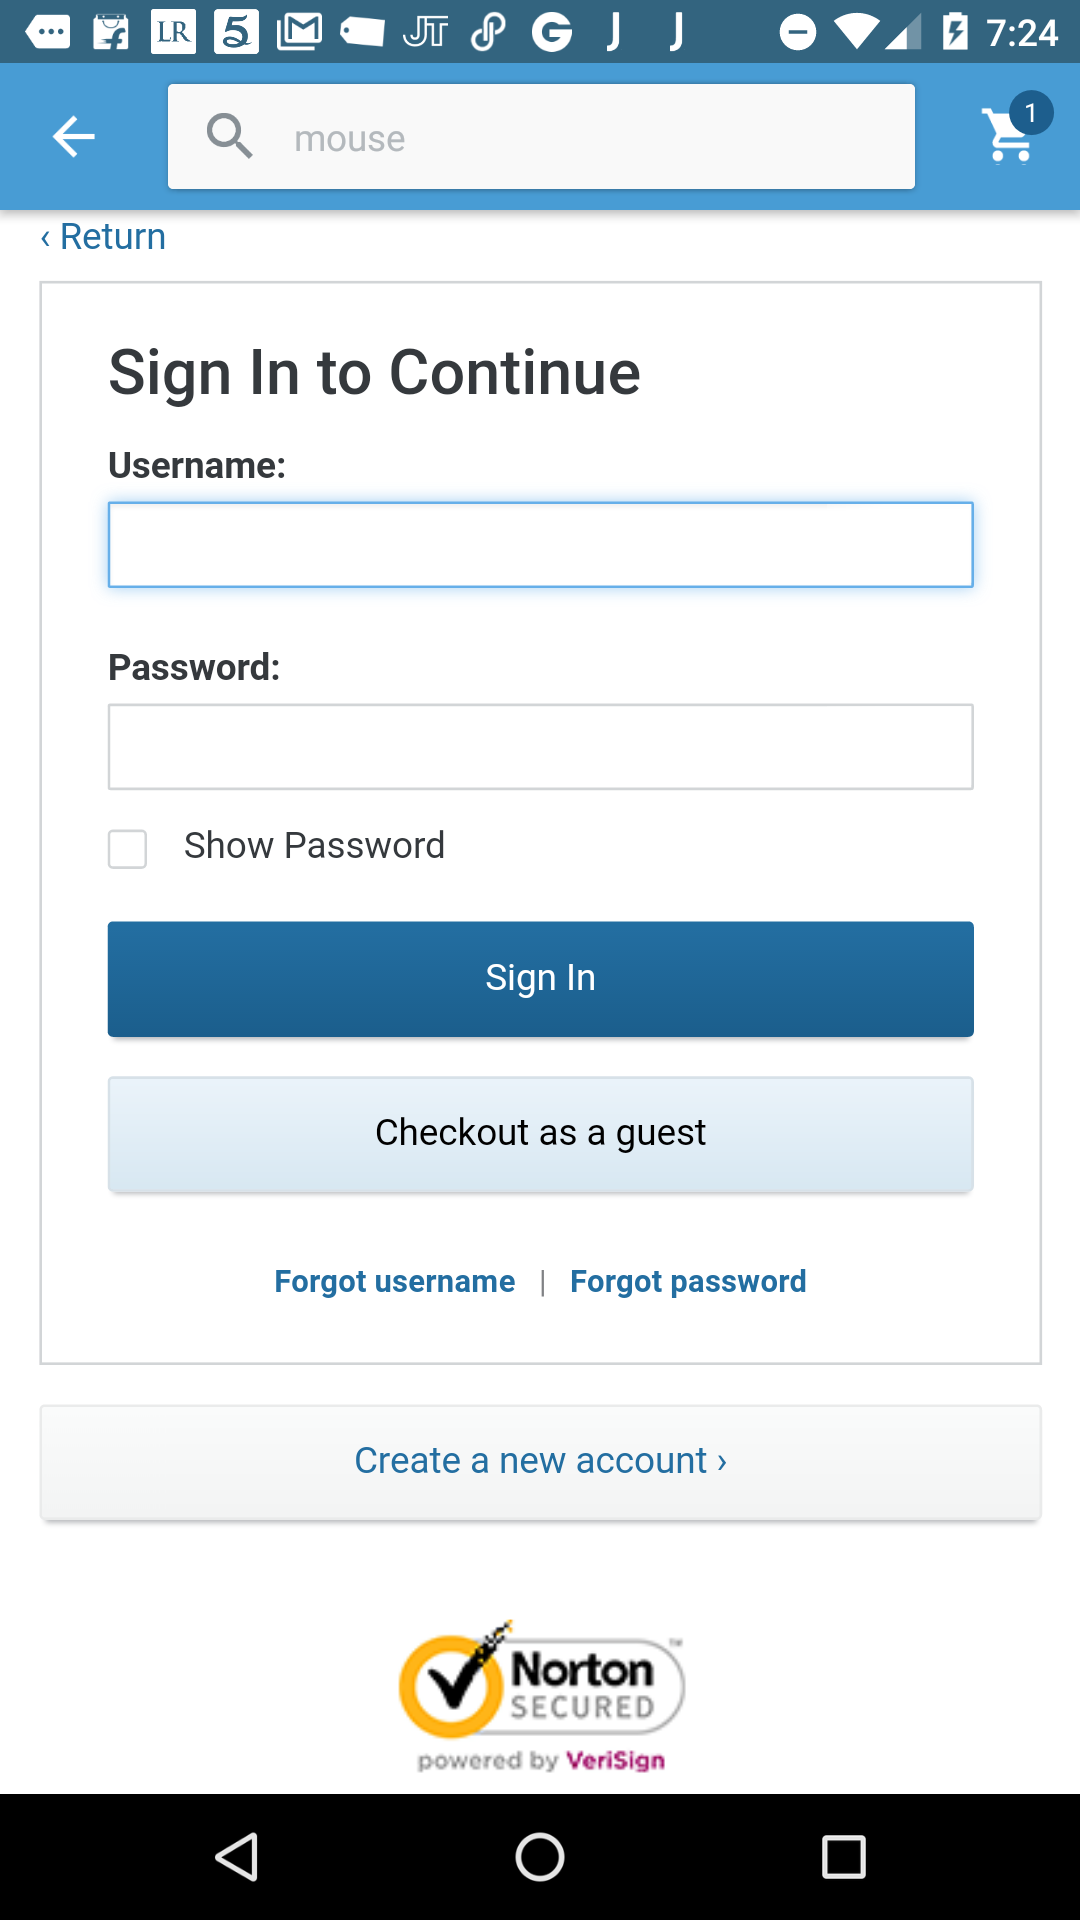 LR 5 JT G J J 7:24
mouse 1
‹ Return
Sign In to Continue
Username:
Password:
Show Password
Sign In
Checkout as a guest
Forgot username | Forgot password
Create a new account ›
Norton TM
SECURED
powered by VeriSign